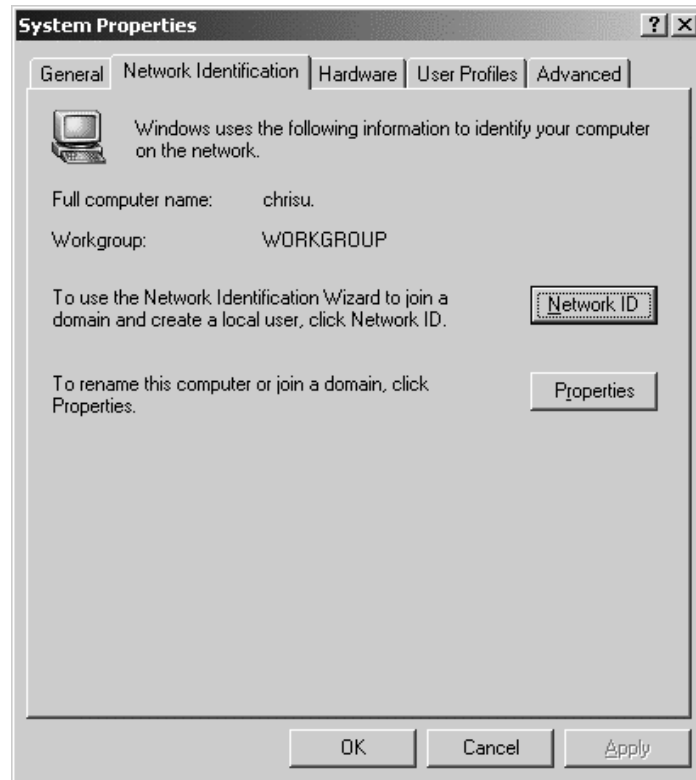 System Properties
General Network Identification Hardware User Profiles Advanced
Windows uses the following information to identify your computer
on the network.
Full computer name: chrisu.
Workgroup: WORKGROUP
To use the Network Identification Wizard to join a
domain and create a local user, click Network ID.
Network ID
To rename this computer or join a domain, click
Properties.
Properties
OK Cancel Apply